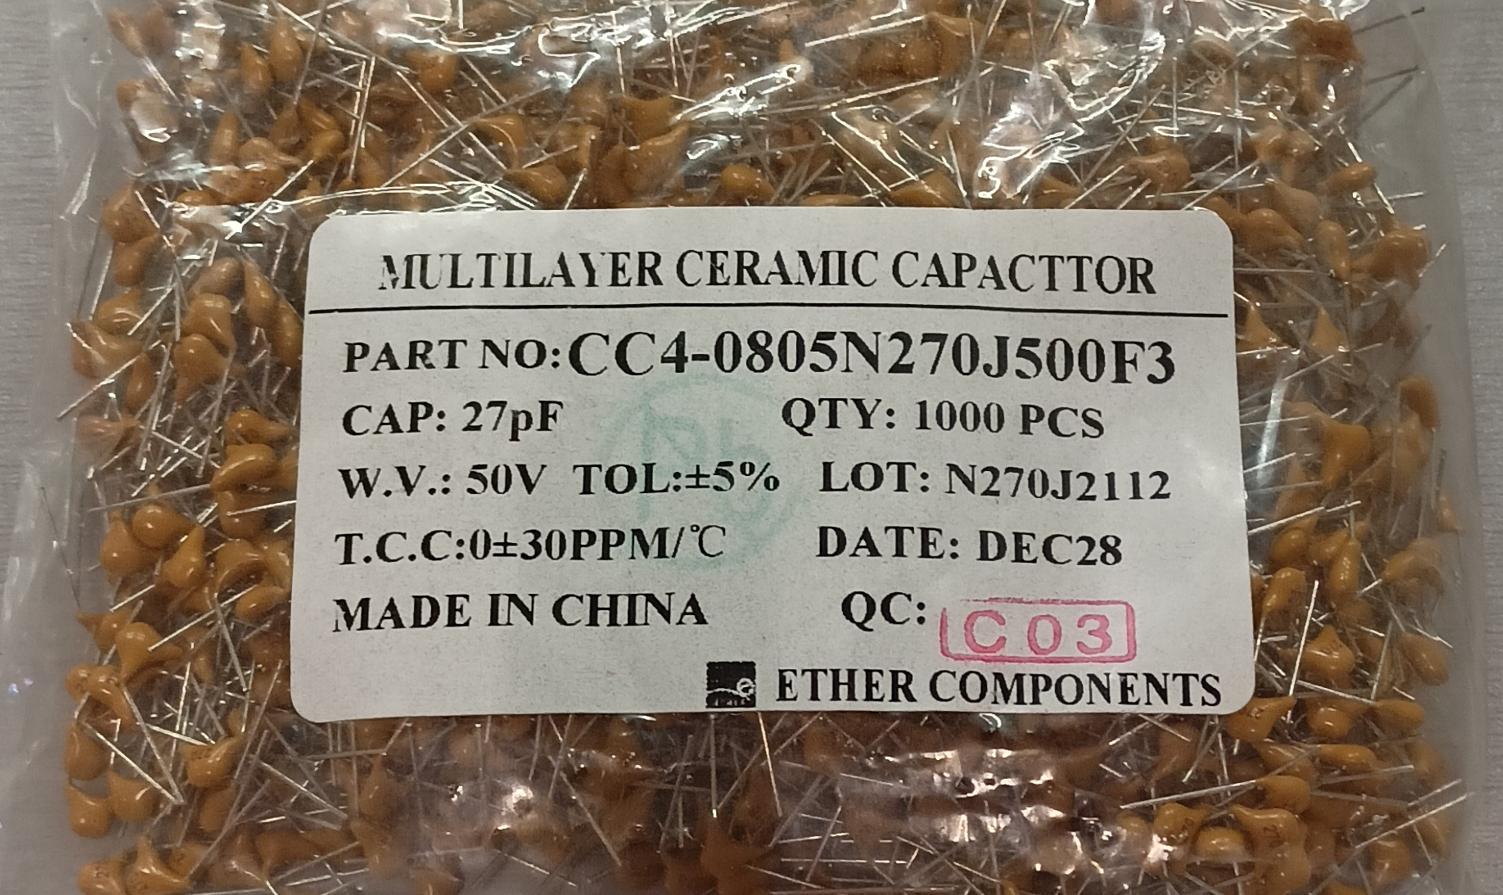 MULTILAYER CERAMIC CAPACTTOR
PART NO:CC4-0805N270J500F3
CAP: 27pF QTY: 1000 PCS
W.V.: 50V TOL:±5% LOT: N270J2112
T.C.C:0±30PPM/℃ DATE: DEC28
MADE IN CHINA QC: C03
ETHER COMPONENTS
Pb